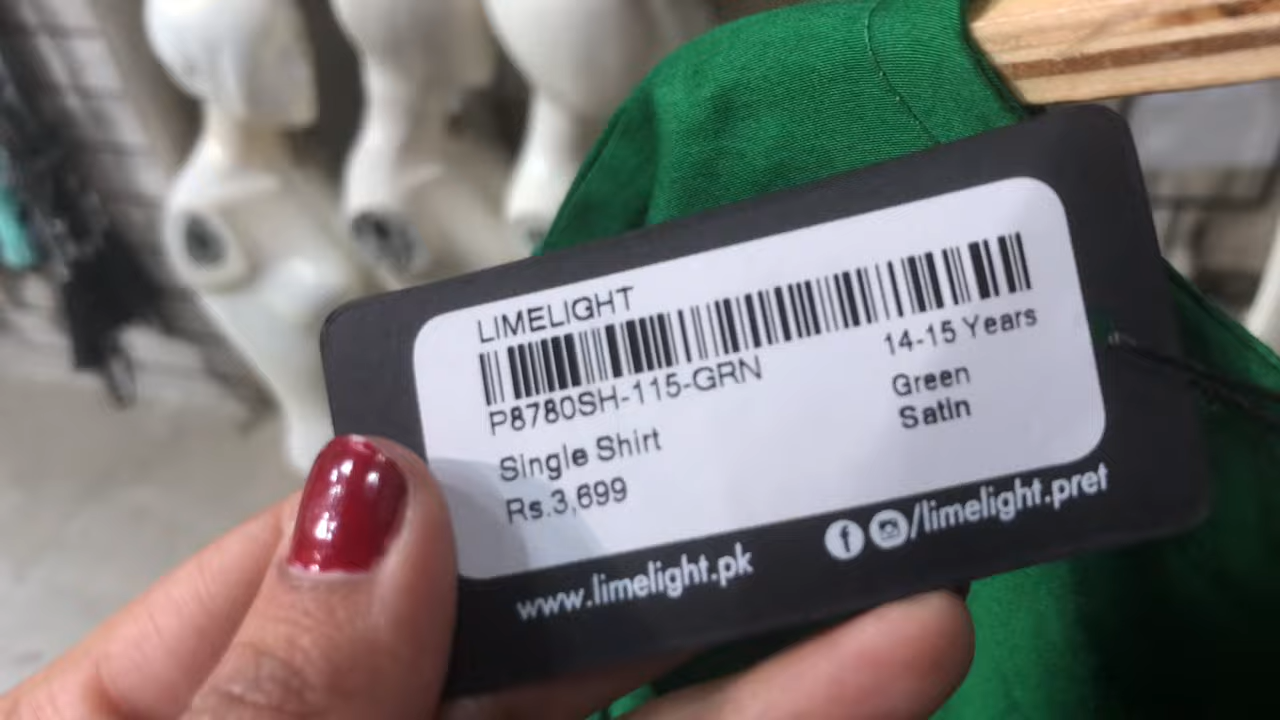 LIMELIGHT
P8780SH-115-GRN
14-15 Years
Single Shirt
Green
Rs.3,699
Satin
www.limelight.pk
/limelight.pret